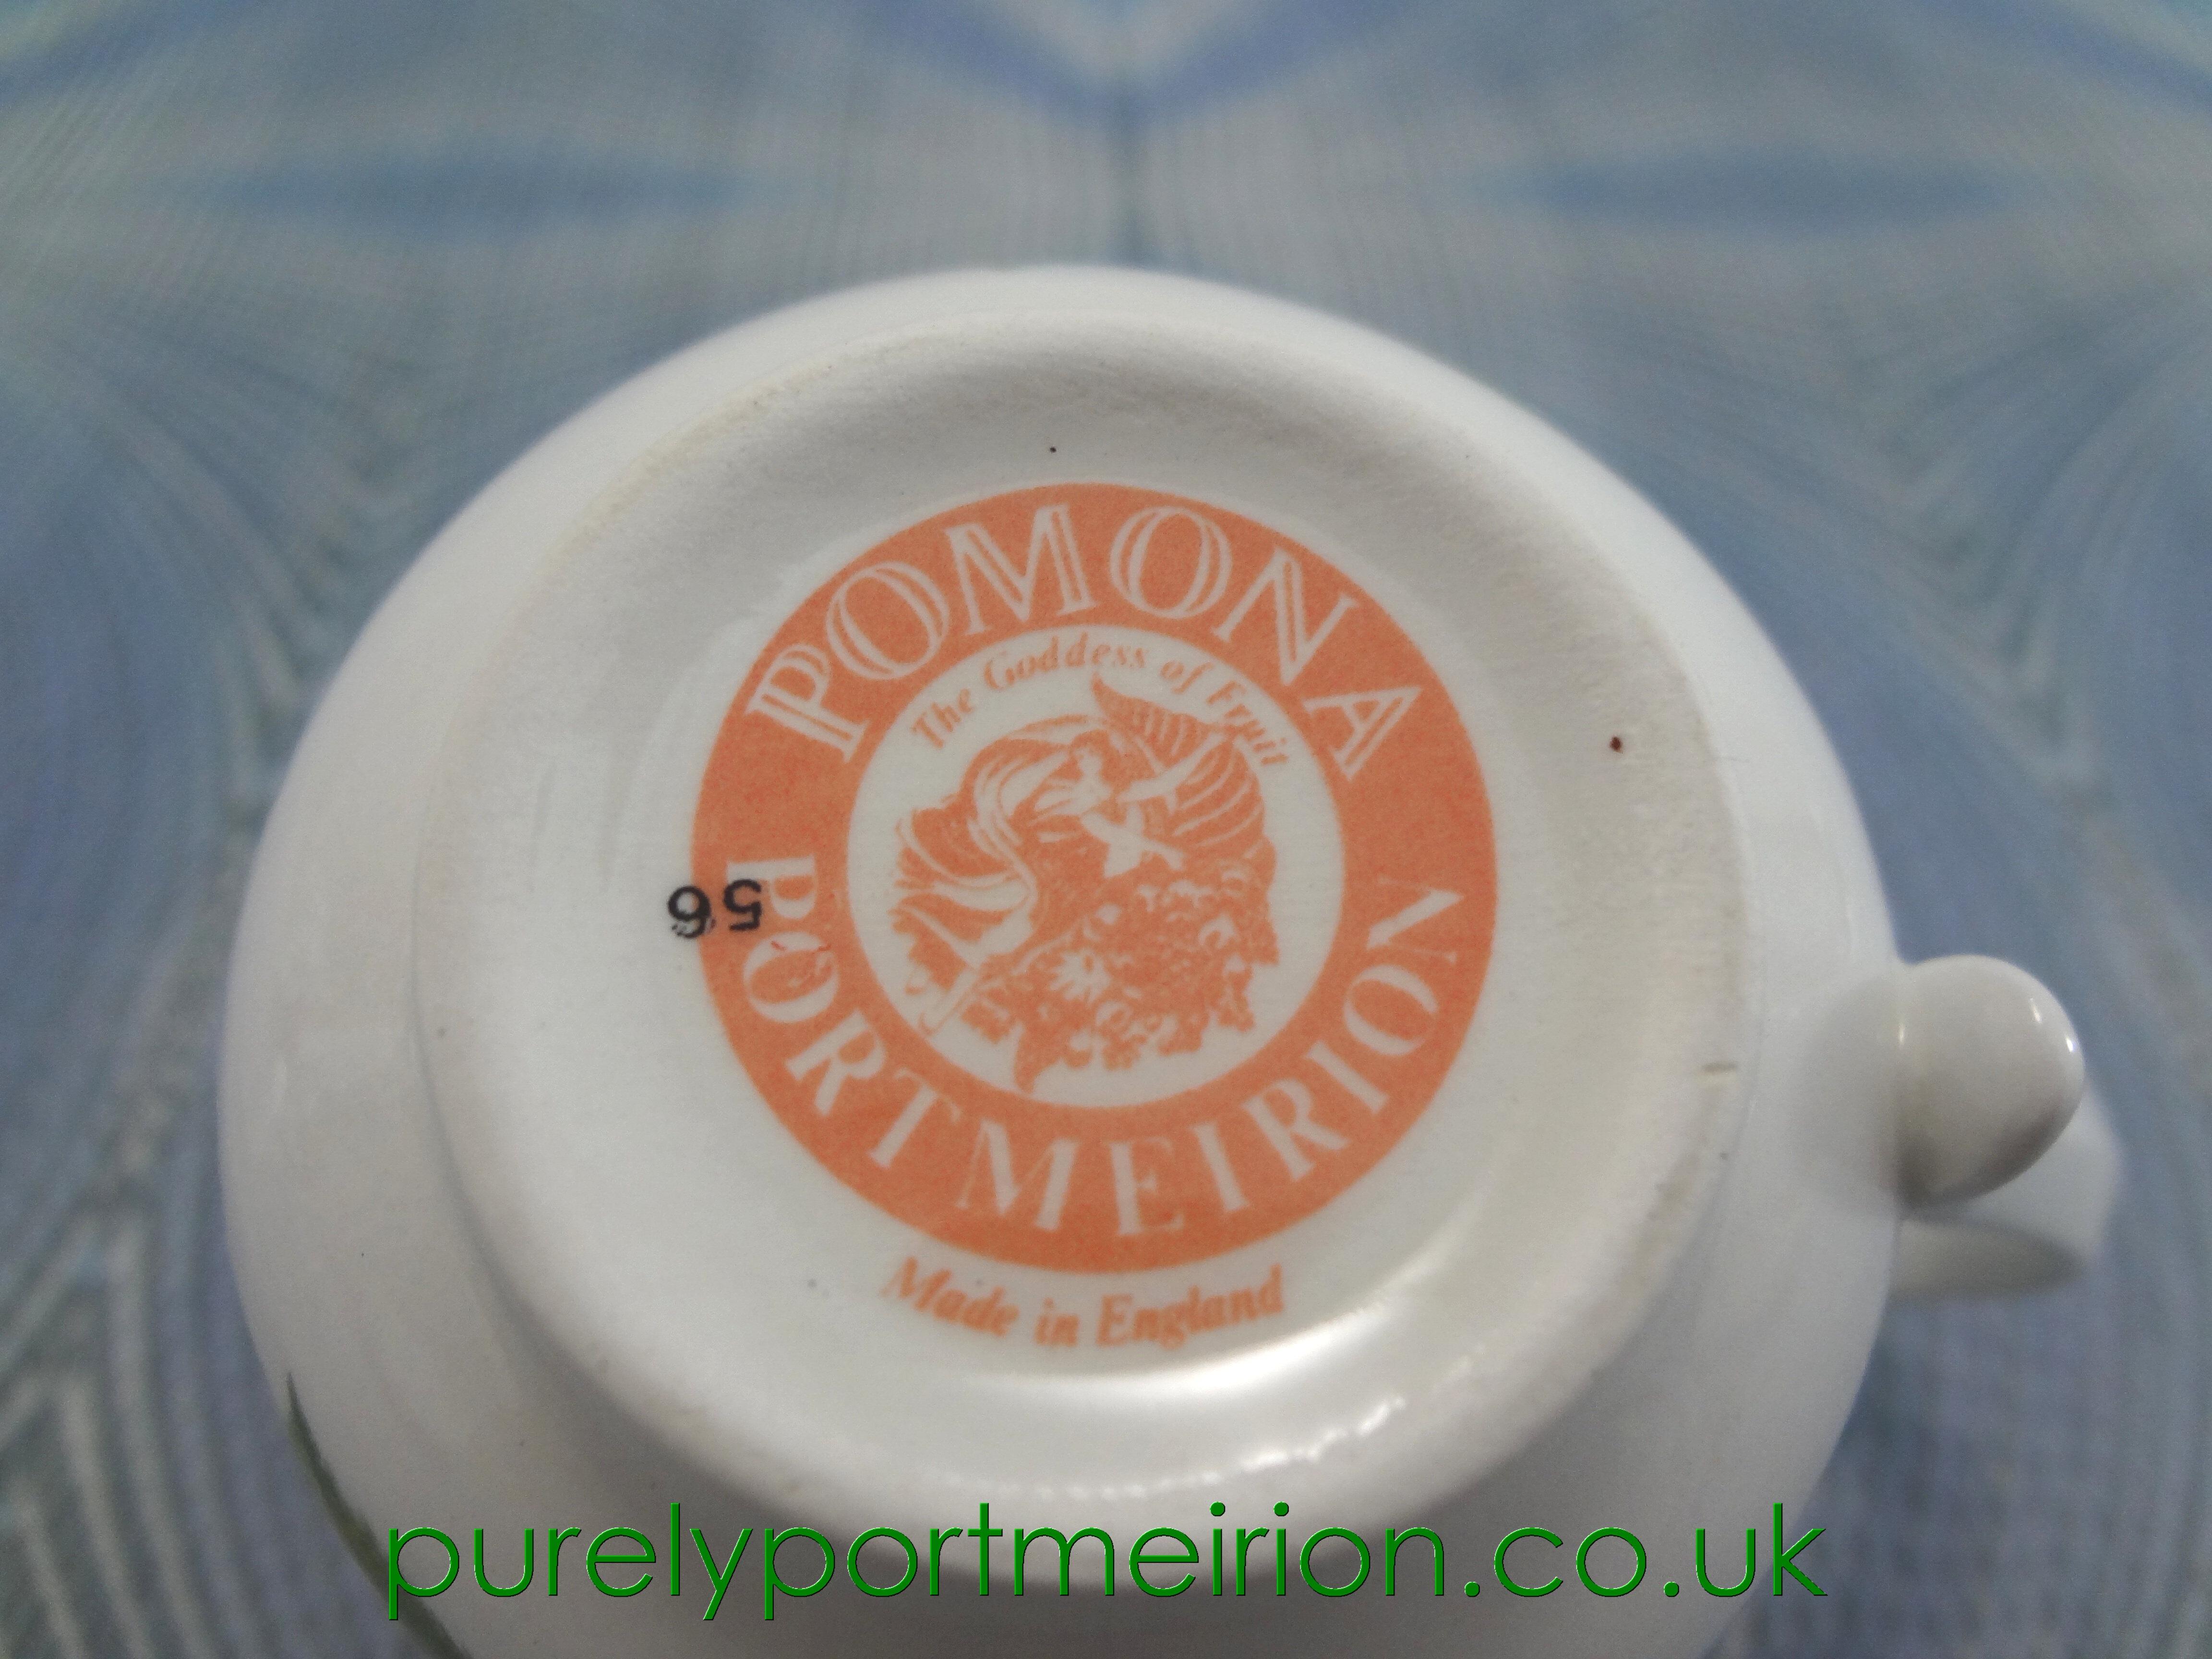 POMONA
The Goddess of Fruit
56
PORTMEIRION
Made in England
purelyportmeirion.co.uk